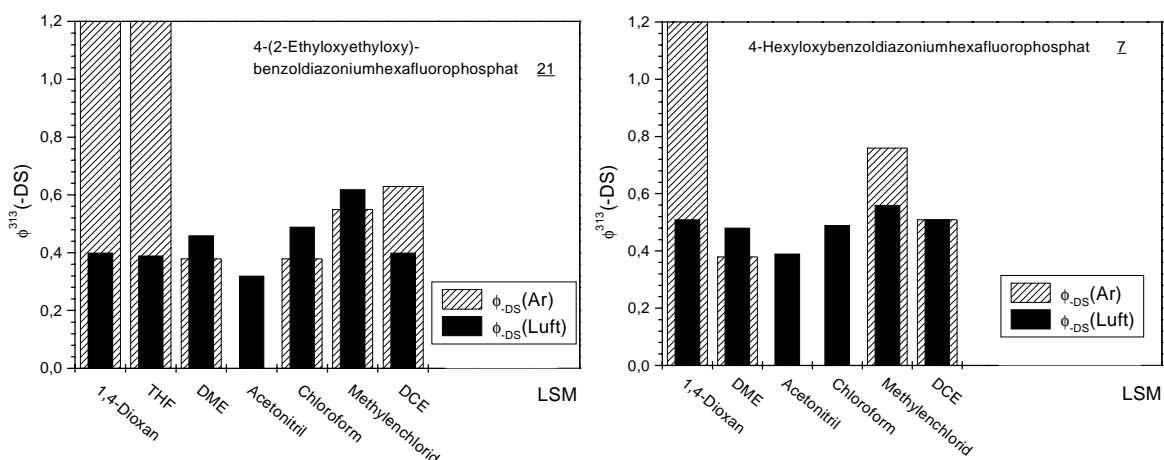 1,2
1,0
0,8
0,6
0,4
0,2
0,0
ϕ³¹³(-DS)
4-(2-Ethyloxyethyloxy)-
benzoldiazoniumhexafluorophosphat 21
ϕ-DS(Ar)
ϕ-DS(Luft)
1,4-Dioxan
THF
DME
Acetonitril
Chloroform
Methylenchlorid
DCE
LSM
1,2
1,0
0,8
0,6
0,4
0,2
0,0
ϕ³¹³(-DS)
4-Hexyloxybenzoldiazoniumhexafluorophosphat 7
ϕ-DS(Ar)
ϕ-DS(Luft)
1,4-Dioxan
DME
Acetonitril
Chloroform
Methylenchlorid
DCE
LSM